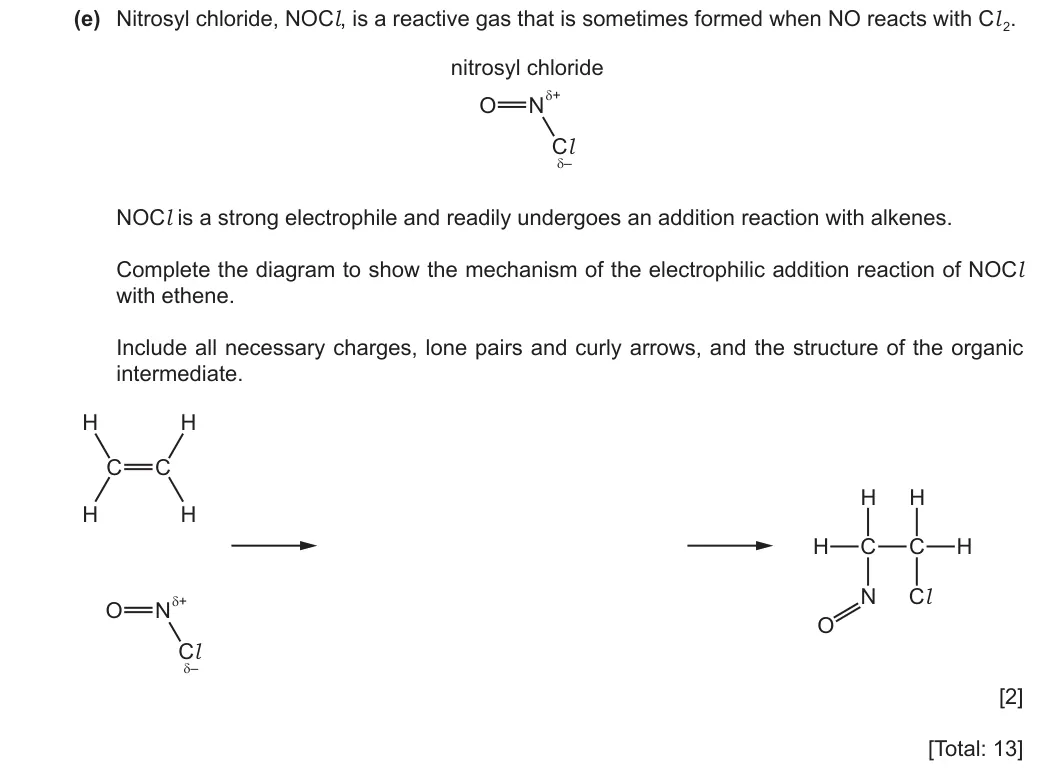 (e) Nitrosyl chloride, NOCl, is a reactive gas that is sometimes formed when NO reacts with Cl₂.
nitrosyl chloride
O=N δ+
Cl
δ–
NOCl is a strong electrophile and readily undergoes an addition reaction with alkenes.
Complete the diagram to show the mechanism of the electrophilic addition reaction of NOCl
with ethene.
Include all necessary charges, lone pairs and curly arrows, and the structure of the organic
intermediate.
H H
C=C
H H
H H
H—C—C—H
N Cl
O
O=N δ+
Cl
δ–
[2]
[Total: 13]